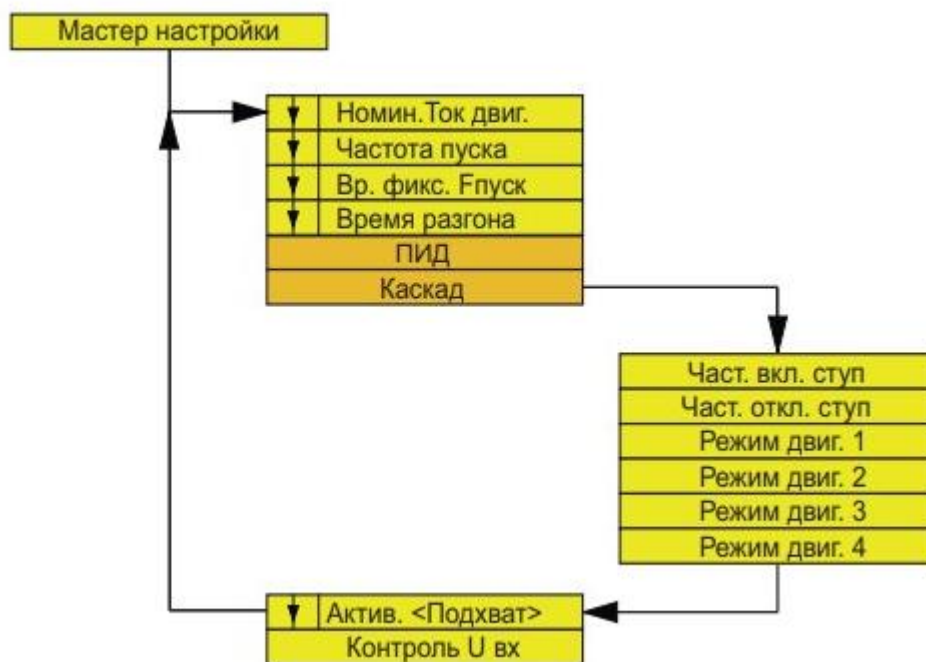 Мастер настройки
Номин.Ток двиг.
Частота пуска
Вр. фикс. Fпуск
Время разгона
ПИД
Каскад
Част. вкл. ступ
Част. откл. ступ
Режим двиг. 1
Режим двиг. 2
Режим двиг. 3
Режим двиг. 4
Актив. <Подхват>
Контроль U вх